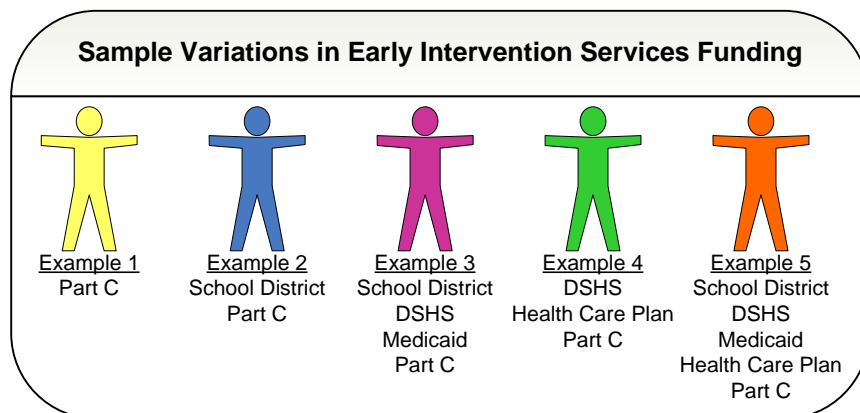 Sample Variations in Early Intervention Services Funding
Example 1
Part C
Example 2
School District
Part C
Example 3
School District
DSHS
Medicaid
Part C
Example 4
DSHS
Health Care Plan
Part C
Example 5
School District
DSHS
Medicaid
Health Care Plan
Part C